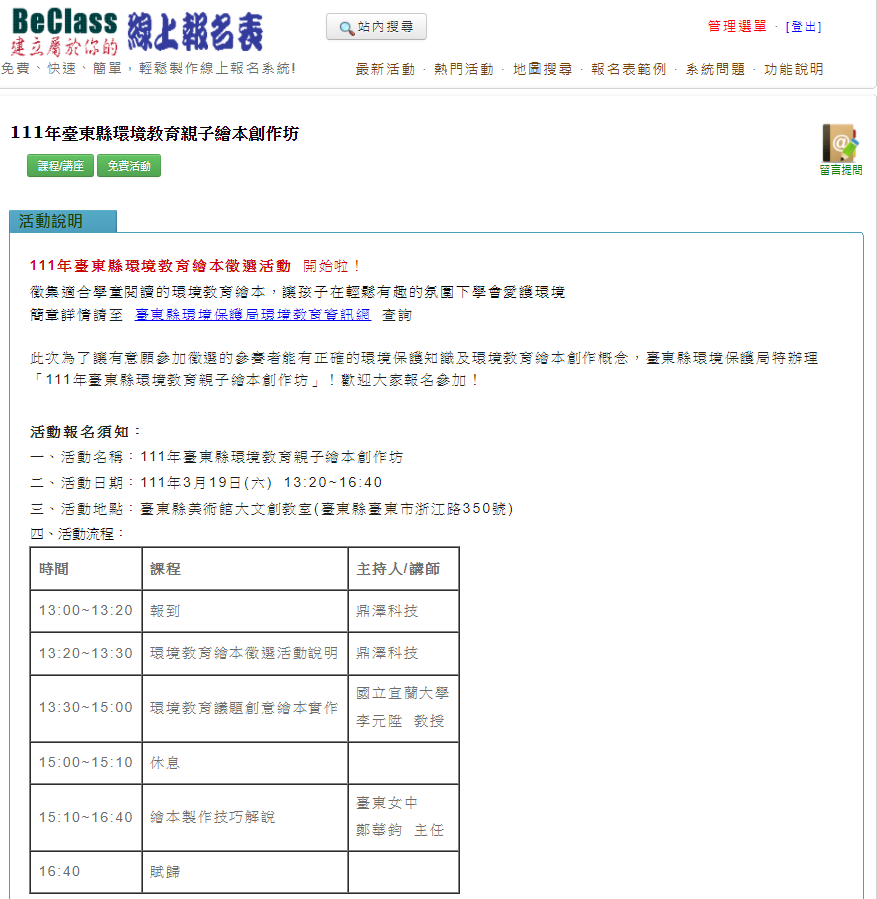 BeClass 線上報名表
建立屬於你的
免費、快速、簡單，輕鬆製作線上報名系統!
站內搜尋
管理選單 · [登出]
最新活動 · 熱門活動 · 地圖搜尋 · 報名表範例 · 系統問題 · 功能說明
111年臺東縣環境教育親子繪本創作坊
課程/講座 免費活動
留言提問
活動說明
111年臺東縣環境教育繪本徵選活動 開始啦！
徵集適合學童閱讀的環境教育繪本，讓孩子在輕鬆有趣的氛圍下學會愛護環境
簡章詳情請至 臺東縣環境保護局環境教育資訊網 查詢
此次為了讓有意願參加徵選的參賽者能有正確的環境保護知識及環境教育繪本創作概念，臺東縣環境保護局特辦理
「111年臺東縣環境教育親子繪本創作坊」！歡迎大家報名參加！
活動報名須知：
一、活動名稱：111年臺東縣環境教育親子繪本創作坊
二、活動日期：111年3月19日(六) 13:20~16:40
三、活動地點：臺東縣美術館大文創教室(臺東縣臺東市浙江路350號)
四、活動流程：
時間 課程 主持人/講師
13:00~13:20 報到 鼎澤科技
13:20~13:30 環境教育繪本徵選活動說明 鼎澤科技
13:30~15:00 環境教育議題創意繪本實作 國立宜蘭大學
李元陞 教授
15:00~15:10 休息
15:10~16:40 繪本製作技巧解說 臺東女中
鄭華鈞 主任
16:40 賦歸